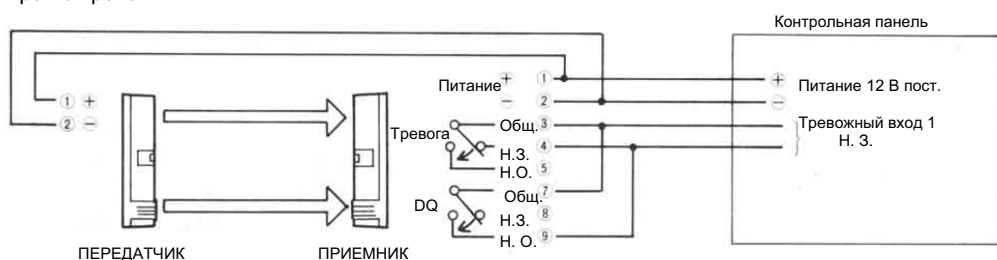 Контрольная панель
① +
② −
Питание
+ ①
− ②
+ Питание 12 В пост.
−
Тревога
Общ. ③
Н.З. ④
Н.О. ⑤
Тревожный вход 1
Н. З.
DQ
Общ. ⑦
Н.З. ⑧
Н. О. ⑨
ПЕРЕДАТЧИК
ПРИЕМНИК